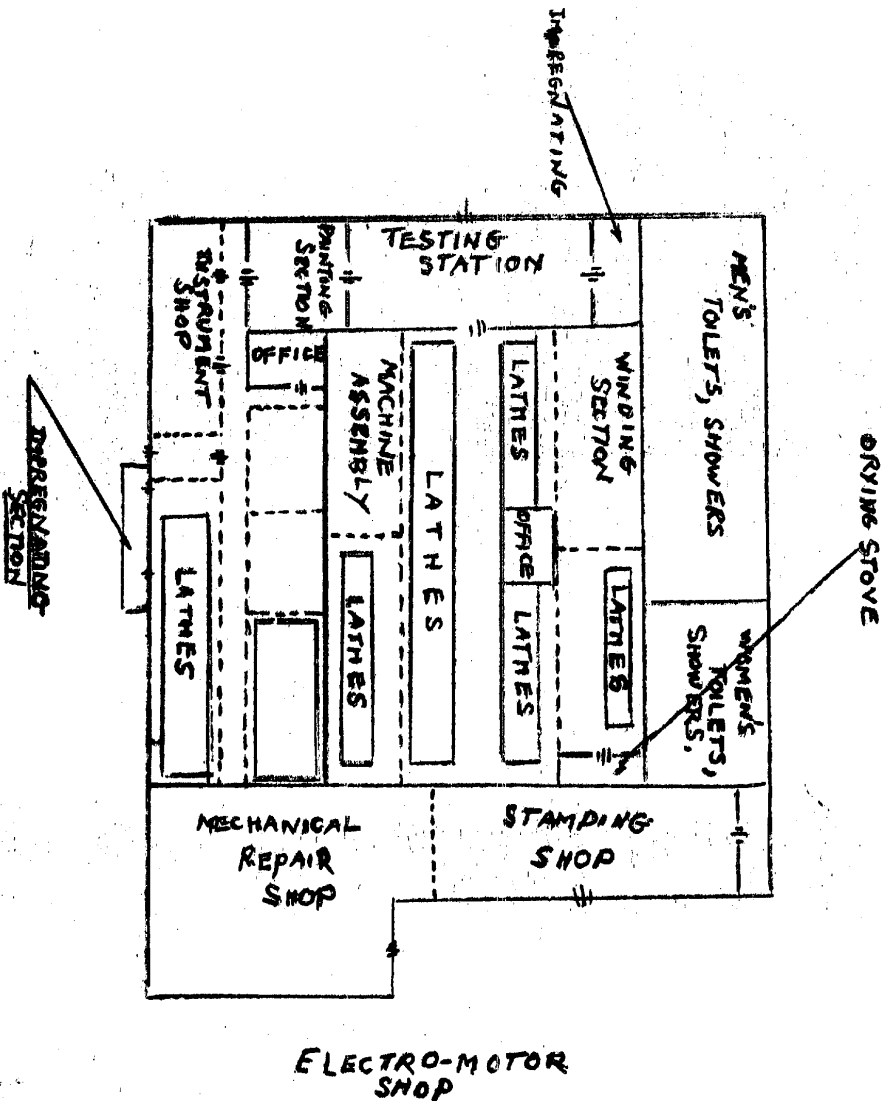 IMPREGNATING
TESTING
STATION
PAINTING
SECTION
INSTRUMENT
SHOP
OFFICE
MACHINE
ASSEMBLY
LATHES
LATHES
OFFICE
LATHES
WINDING
SECTION
MEN'S
TOILETS, SHOWERS
DRYING STOVE
IMPREGNATING
SECTION
LATHES
LATHES
LATHES
WOMEN'S
TOILETS,
SHOWERS,
MECHANICAL
REPAIR
SHOP
STAMPING
SHOP
ELECTRO-MOTOR
SHOP